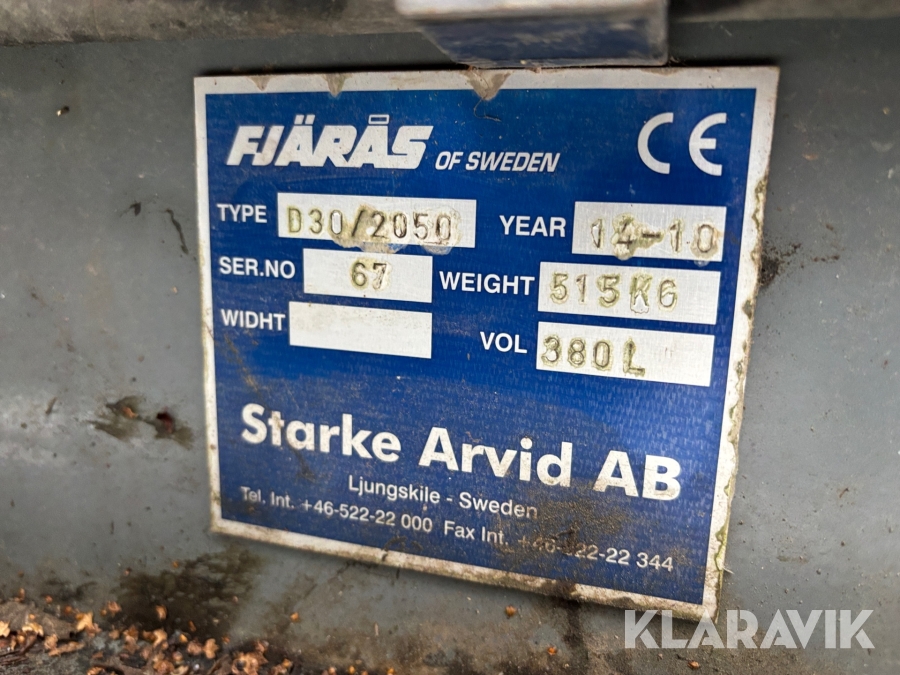 FJÄRÅS OF SWEDEN CE
TYPE D30/2050 YEAR 14-10
SER.NO 67 WEIGHT 515KG
WIDHT VOL 380L
Starke Arvid AB
Ljungskile - Sweden
Tel. Int. +46-522-22 000 Fax Int. +46-522-22 344
KLARAVIK